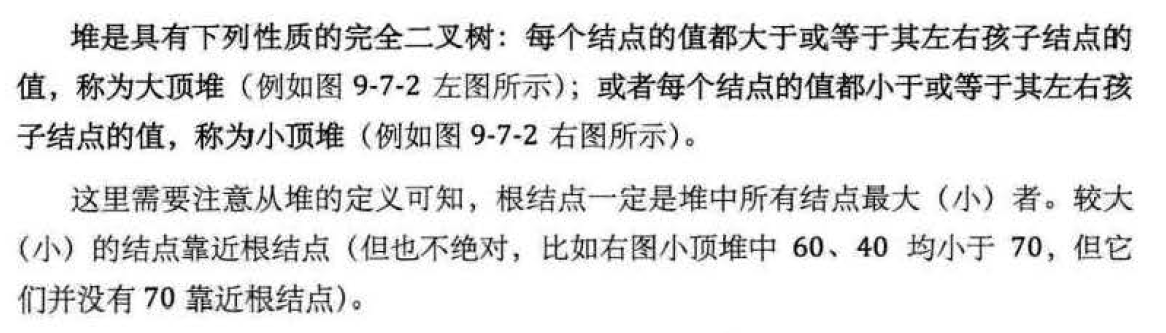 堆是具有下列性质的完全二叉树：每个结点的值都大于或等于其左右孩子结点的
值，称为大顶堆（例如图 9-7-2 左图所示）；或者每个结点的值都小于或等于其左右孩
子结点的值，称为小顶堆（例如图 9-7-2 右图所示）。
这里需要注意从堆的定义可知，根结点一定是堆中所有结点最大（小）者。较大
（小）的结点靠近根结点（但也不绝对，比如右图小顶堆中 60、40 均小于 70，但它
们并没有 70 靠近根结点）。